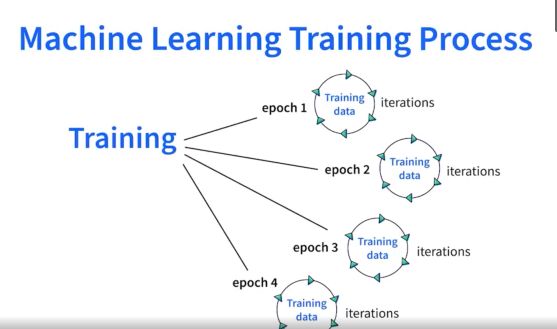 Machine Learning Training Process
Training
epoch 1
Training
data
iterations
epoch 2
Training
data
iterations
epoch 3
Training
data
iterations
epoch 4
Training
data
iterations